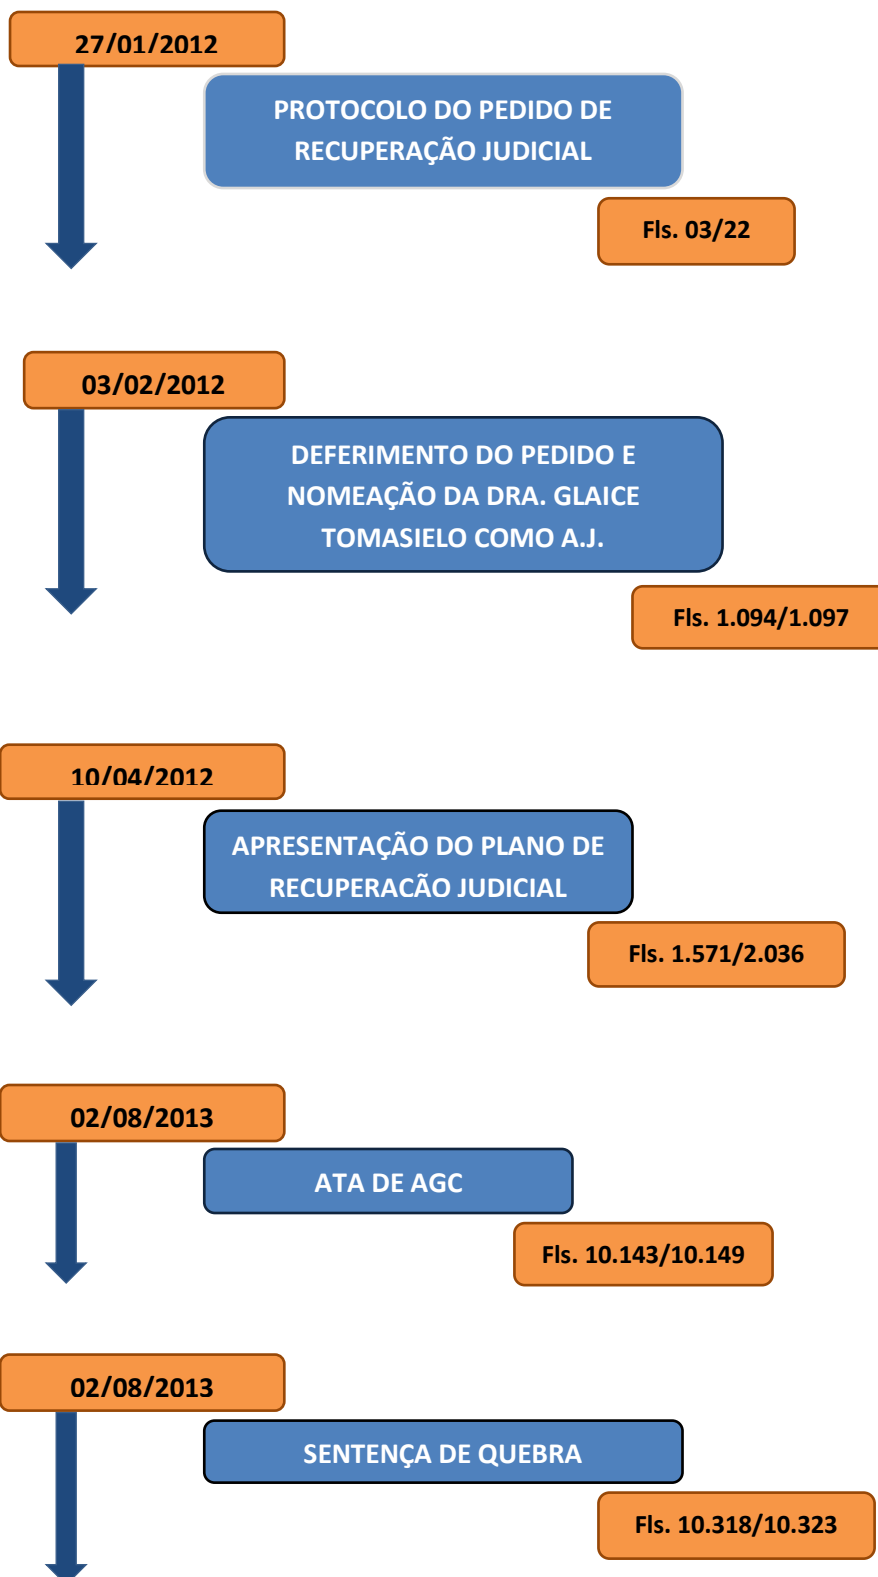 27/01/2012
PROTOCOLO DO PEDIDO DE
RECUPERAÇÃO JUDICIAL
Fls. 03/22
03/02/2012
DEFERIMENTO DO PEDIDO E
NOMEAÇÃO DA DRA. GLAICE
TOMASIELO COMO A.J.
Fls. 1.094/1.097
10/04/2012
APRESENTAÇÃO DO PLANO DE
RECUPERACÃO JUDICIAL
Fls. 1.571/2.036
02/08/2013
ATA DE AGC
Fls. 10.143/10.149
02/08/2013
SENTENÇA DE QUEBRA
Fls. 10.318/10.323